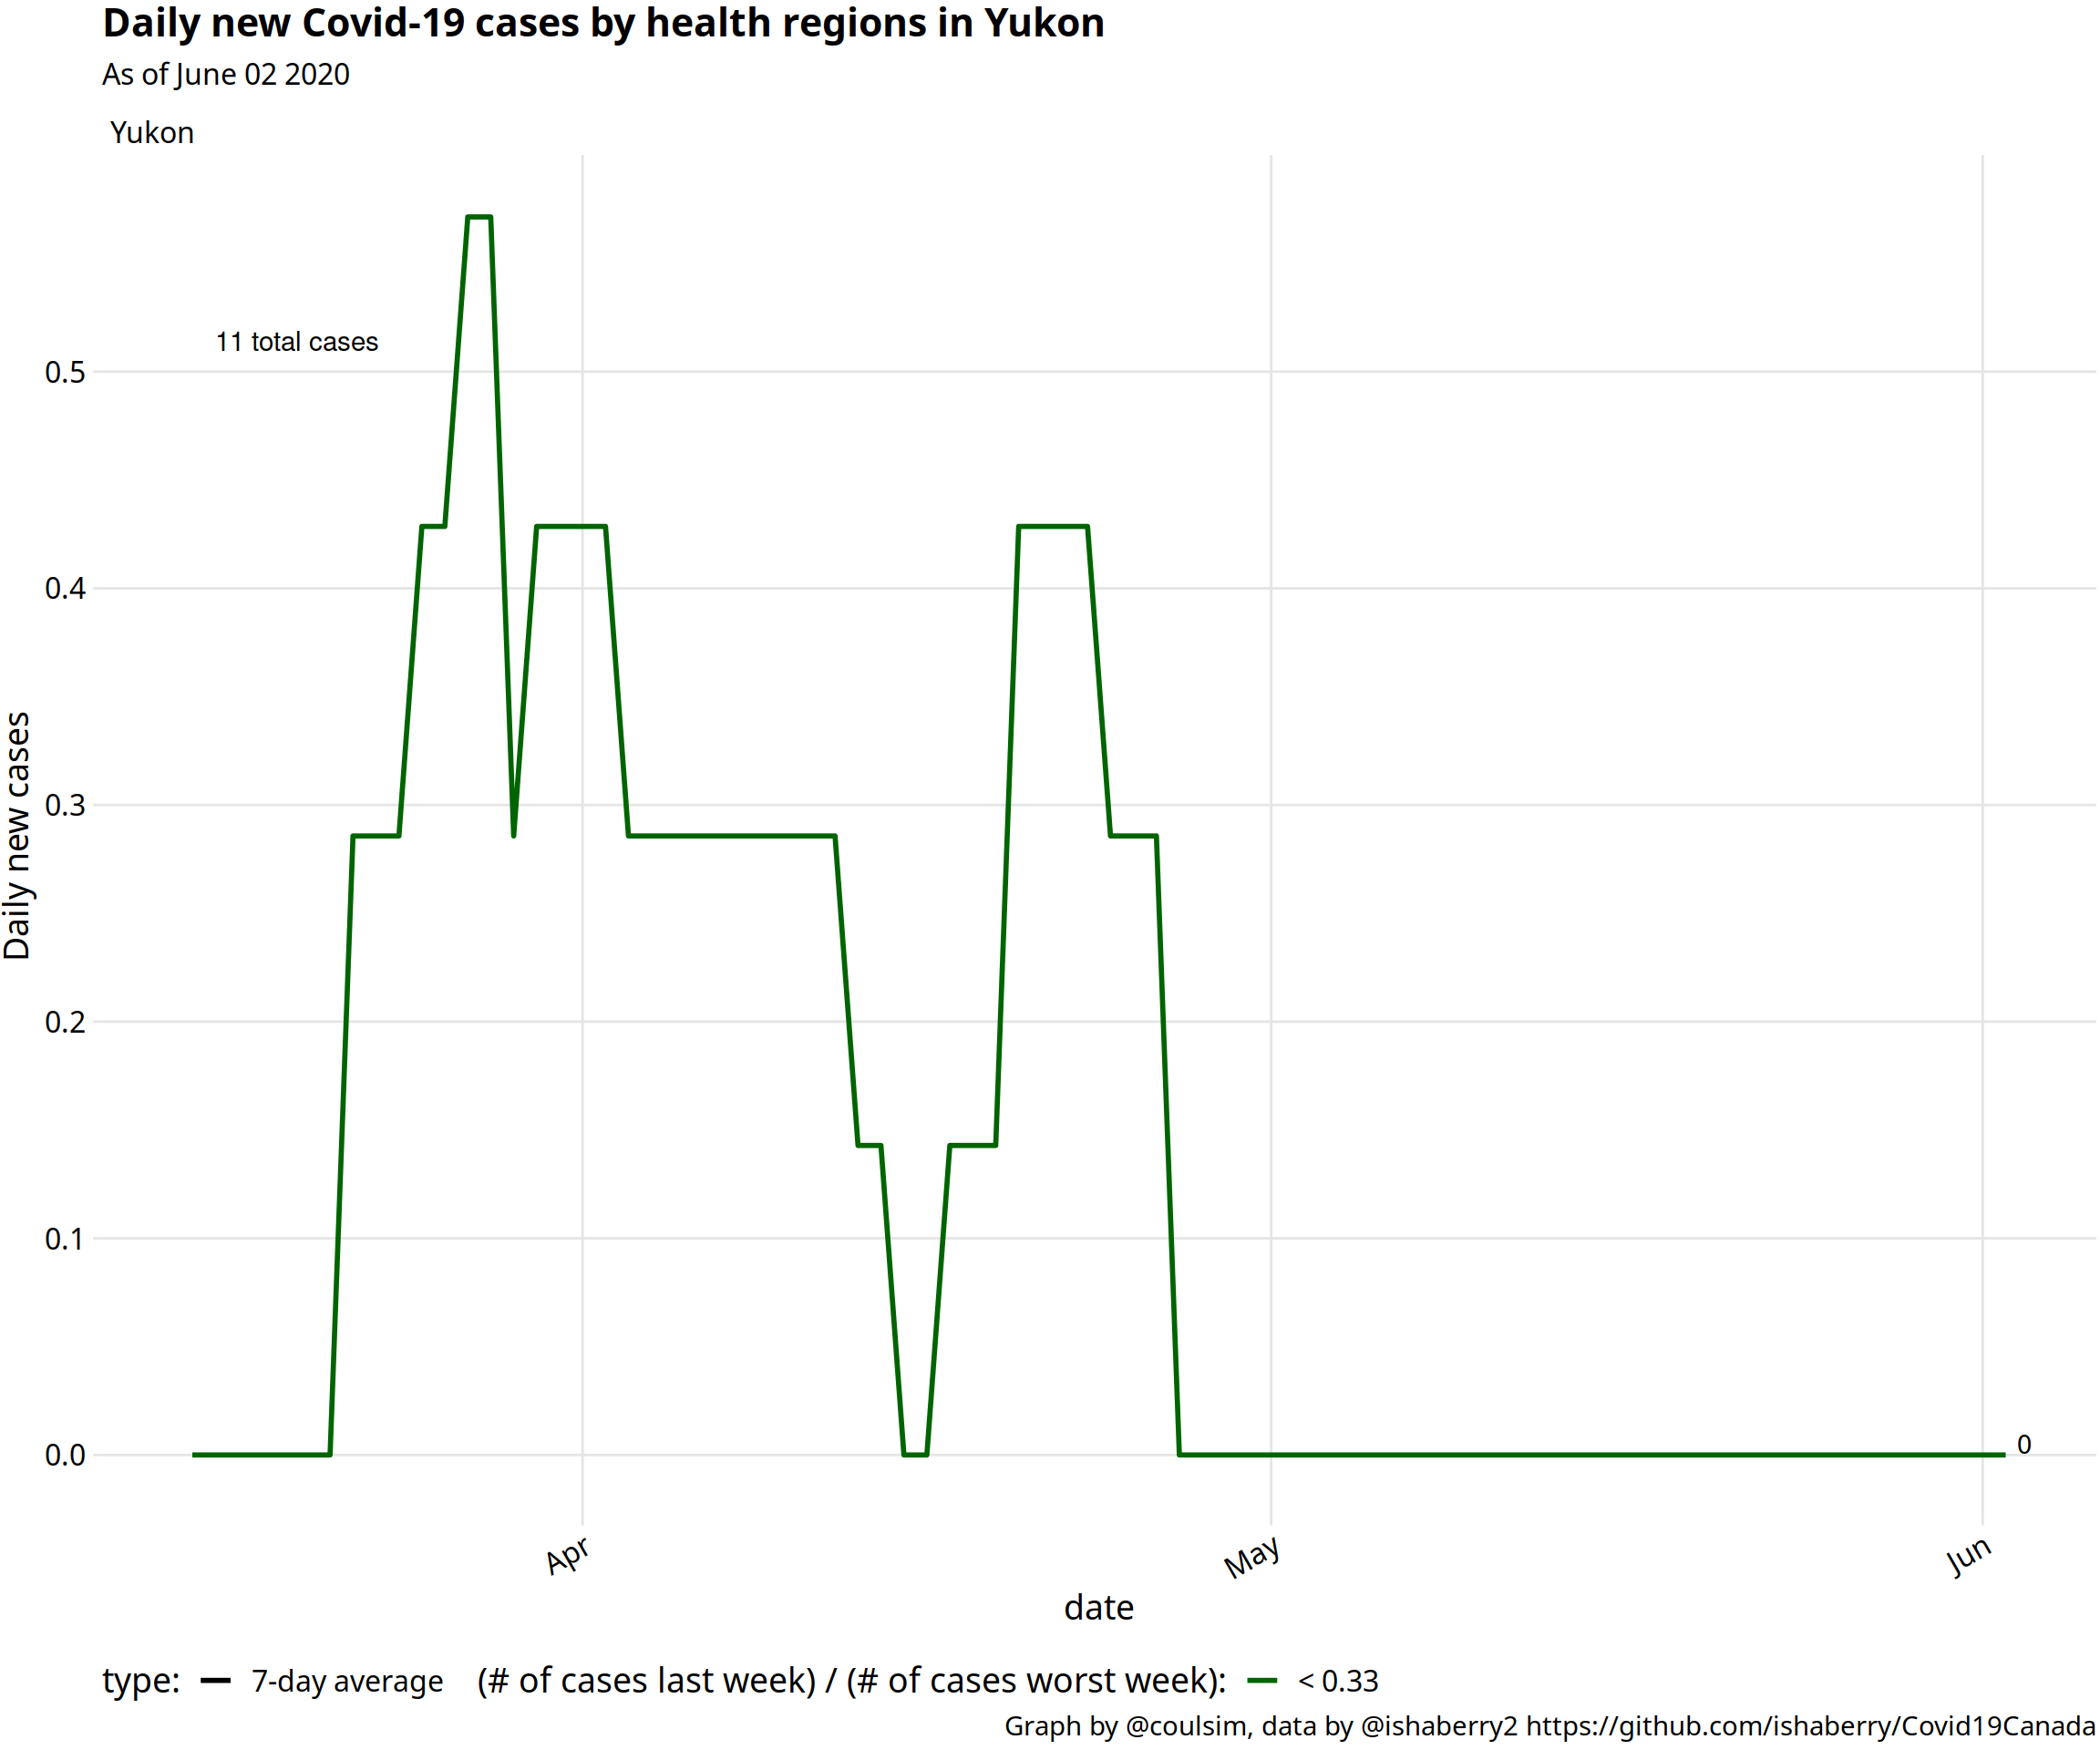 Daily new Covid-19 cases by health regions in Yukon
As of June 02 2020
Yukon
11 total cases
0.5
0.4
0.3
0.2
0.1
0.0
Daily new cases
0
Apr
May
Jun
date
type: 7-day average (# of cases last week) / (# of cases worst week): < 0.33
Graph by @coulsim, data by @ishaberry2 https://github.com/ishaberry/Covid19Canada